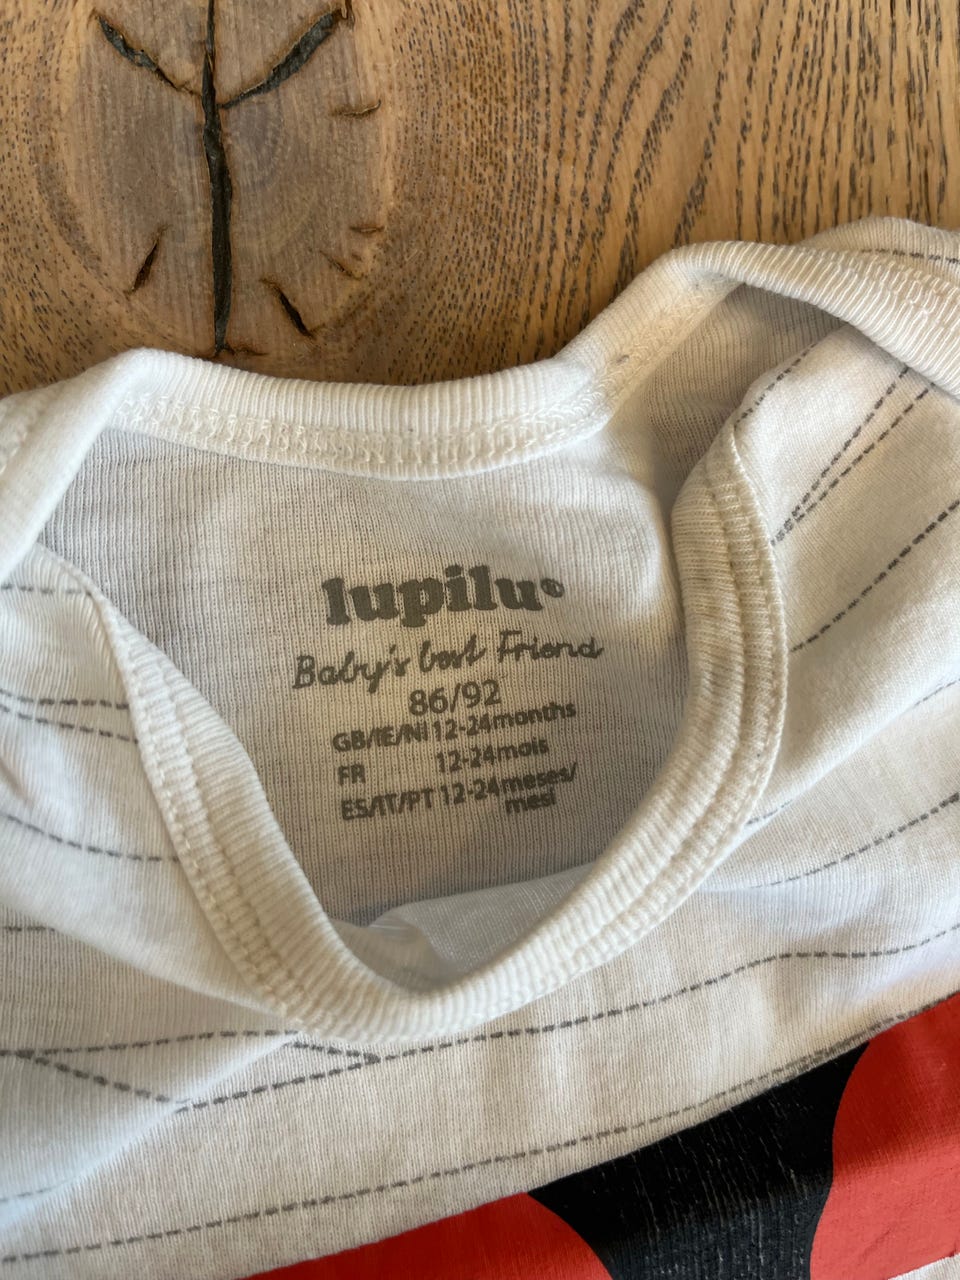 lupilu®
Baby's best Friend
86/92
GB/IE/NI 12-24months
FR 12-24mois
ES/IT/PT 12-24meses/
mesi